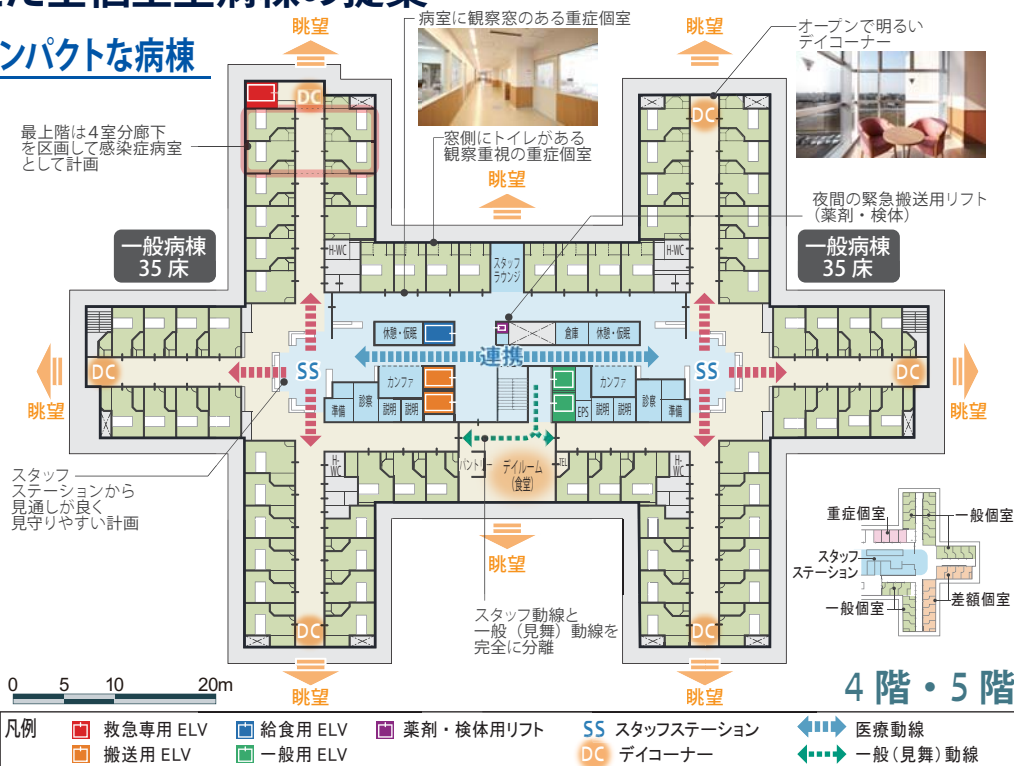 ンパクトな病棟
眺望
病室に観察窓のある重症個室
眺望
オープンで明るい
デイコーナー
DC
DC
最上階は４室分廊下
を区画して感染症病室
として計画
窓側にトイレがある
観察重視の重症個室
眺望
夜間の緊急搬送用リフト
（薬剤・検体）
一般病棟
35 床
H-WC
スタッフ
ラウンジ
H-WC
一般病棟
35 床
休憩・仮眠
倉庫
休憩・仮眠
連携
DC
SS
SS
DC
眺望
眺望
準備
診察
カンファ
説明
説明
EPS
カンファ
説明
説明
診察
準備
スタッフ
ステーションから
見通しが良く
見守りやすい計画
H-
WC
パントリー
デイルーム
(食堂)
TEL
H-
WC
眺望
重症個室
一般個室
スタッフ
ステーション
一般個室
差額個室
スタッフ動線と
一般（見舞）動線を
完全に分離
DC
DC
眺望
眺望
0 5 10 20m
４階・５階
凡例
救急専用 ELV
給食用 ELV
薬剤・検体用リフト
SS スタッフステーション
医療動線
搬送用 ELV
一般用 ELV
DC デイコーナー
一般（見舞）動線